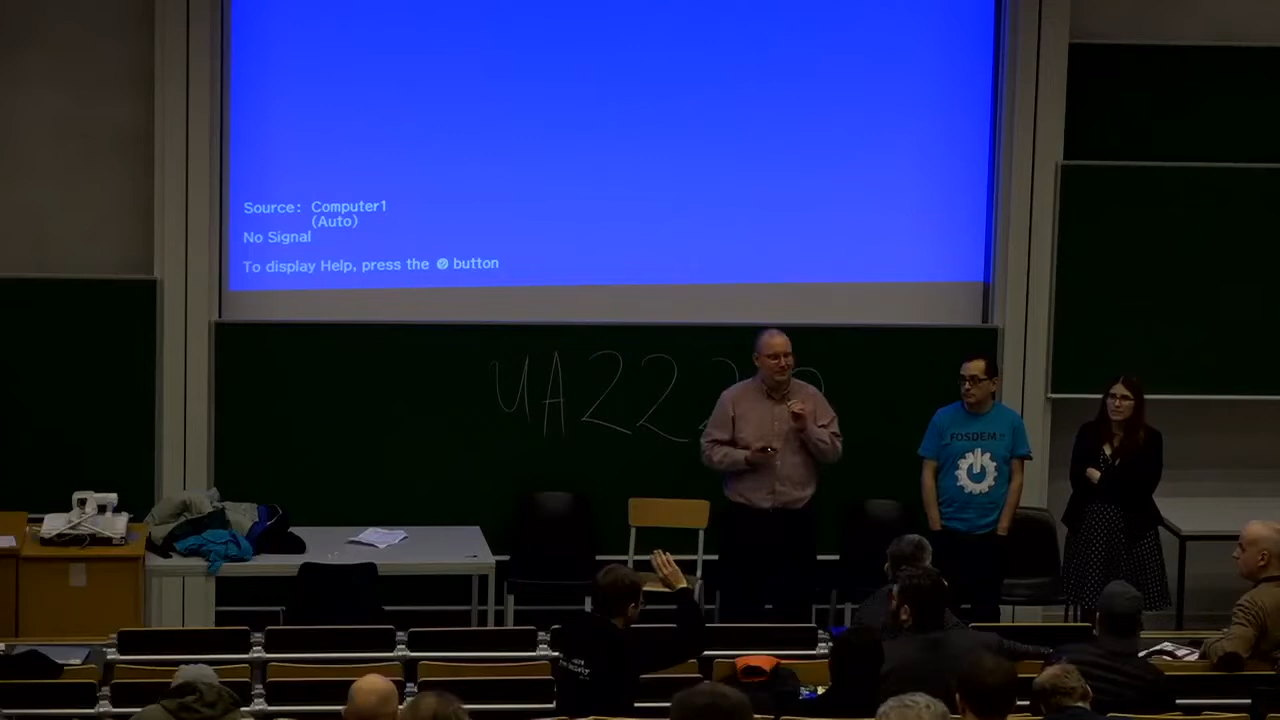 Source: Computer1
(Auto)
No Signal
To display Help, press the button
UA22
FOSDEM